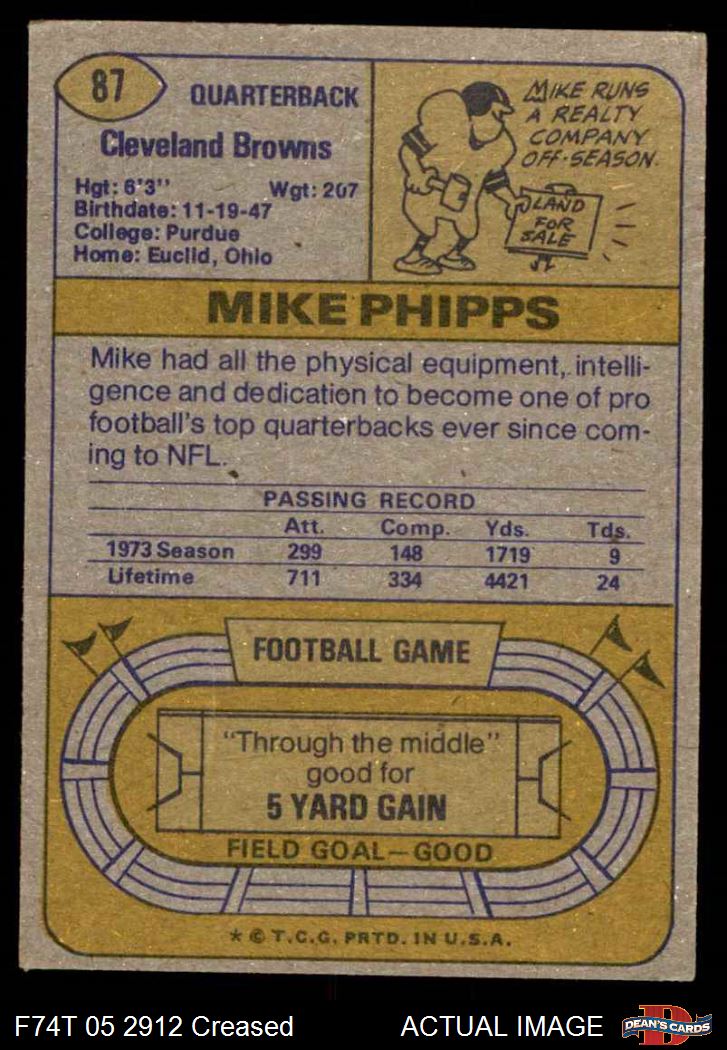 87
QUARTERBACK
Cleveland Browns
Hgt: 6'3" Wgt: 207
Birthdate: 11-19-47
College: Purdue
Home: Euclid, Ohio
MIKE RUNS
A REALTY
COMPANY
OFF-SEASON.
LAND
FOR
SALE
MIKE PHIPPS
Mike had all the physical equipment, intelli-
gence and dedication to become one of pro
football's top quarterbacks ever since com-
ing to NFL.
PASSING RECORD
Att. Comp. Yds. Tds.
1973 Season 299 148 1719 9
Lifetime 711 334 4421 24
FOOTBALL GAME
"Through the middle"
good for
5 YARD GAIN
FIELD GOAL—GOOD
* © T.C.G. PRTD. IN U.S.A.
F74T 05 2912 Creased ACTUAL IMAGE
D
DEAN'S CARDS